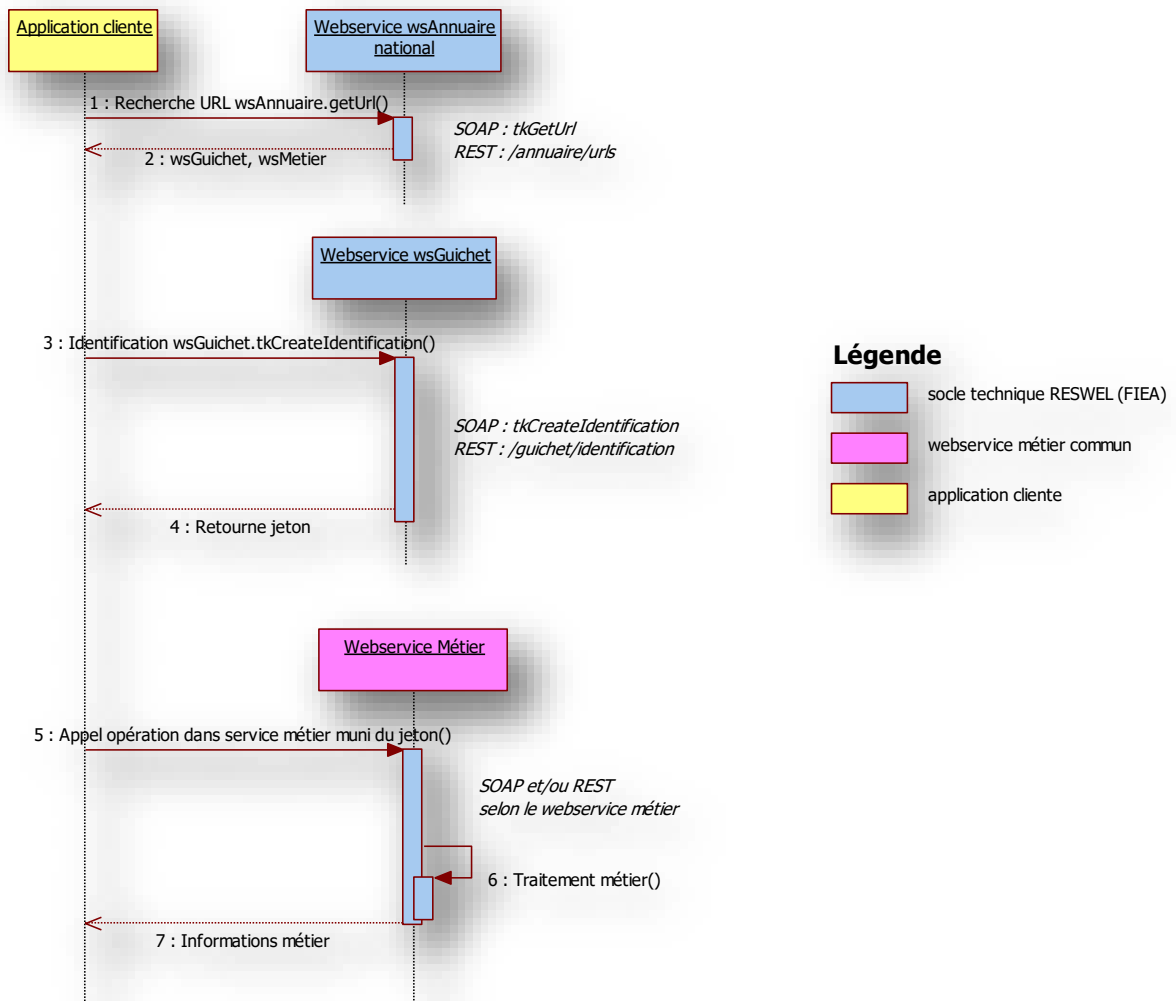 Application cliente
Webservice wsAnnuaire
national
1 : Recherche URL wsAnnuaire.getUrl()
SOAP : tkGetUrl
REST : /annuaire/urls
2 : wsGuichet, wsMetier
Webservice wsGuichet
3 : Identification wsGuichet.tkCreateIdentification()
SOAP : tkCreateIdentification
REST : /guichet/identification
4 : Retourne jeton
Légende
socle technique RESWEL (FIEA)
webservice métier commun
application cliente
Webservice Métier
5 : Appel opération dans service métier muni du jeton()
SOAP et/ou REST
selon le webservice métier
6 : Traitement métier()
7 : Informations métier